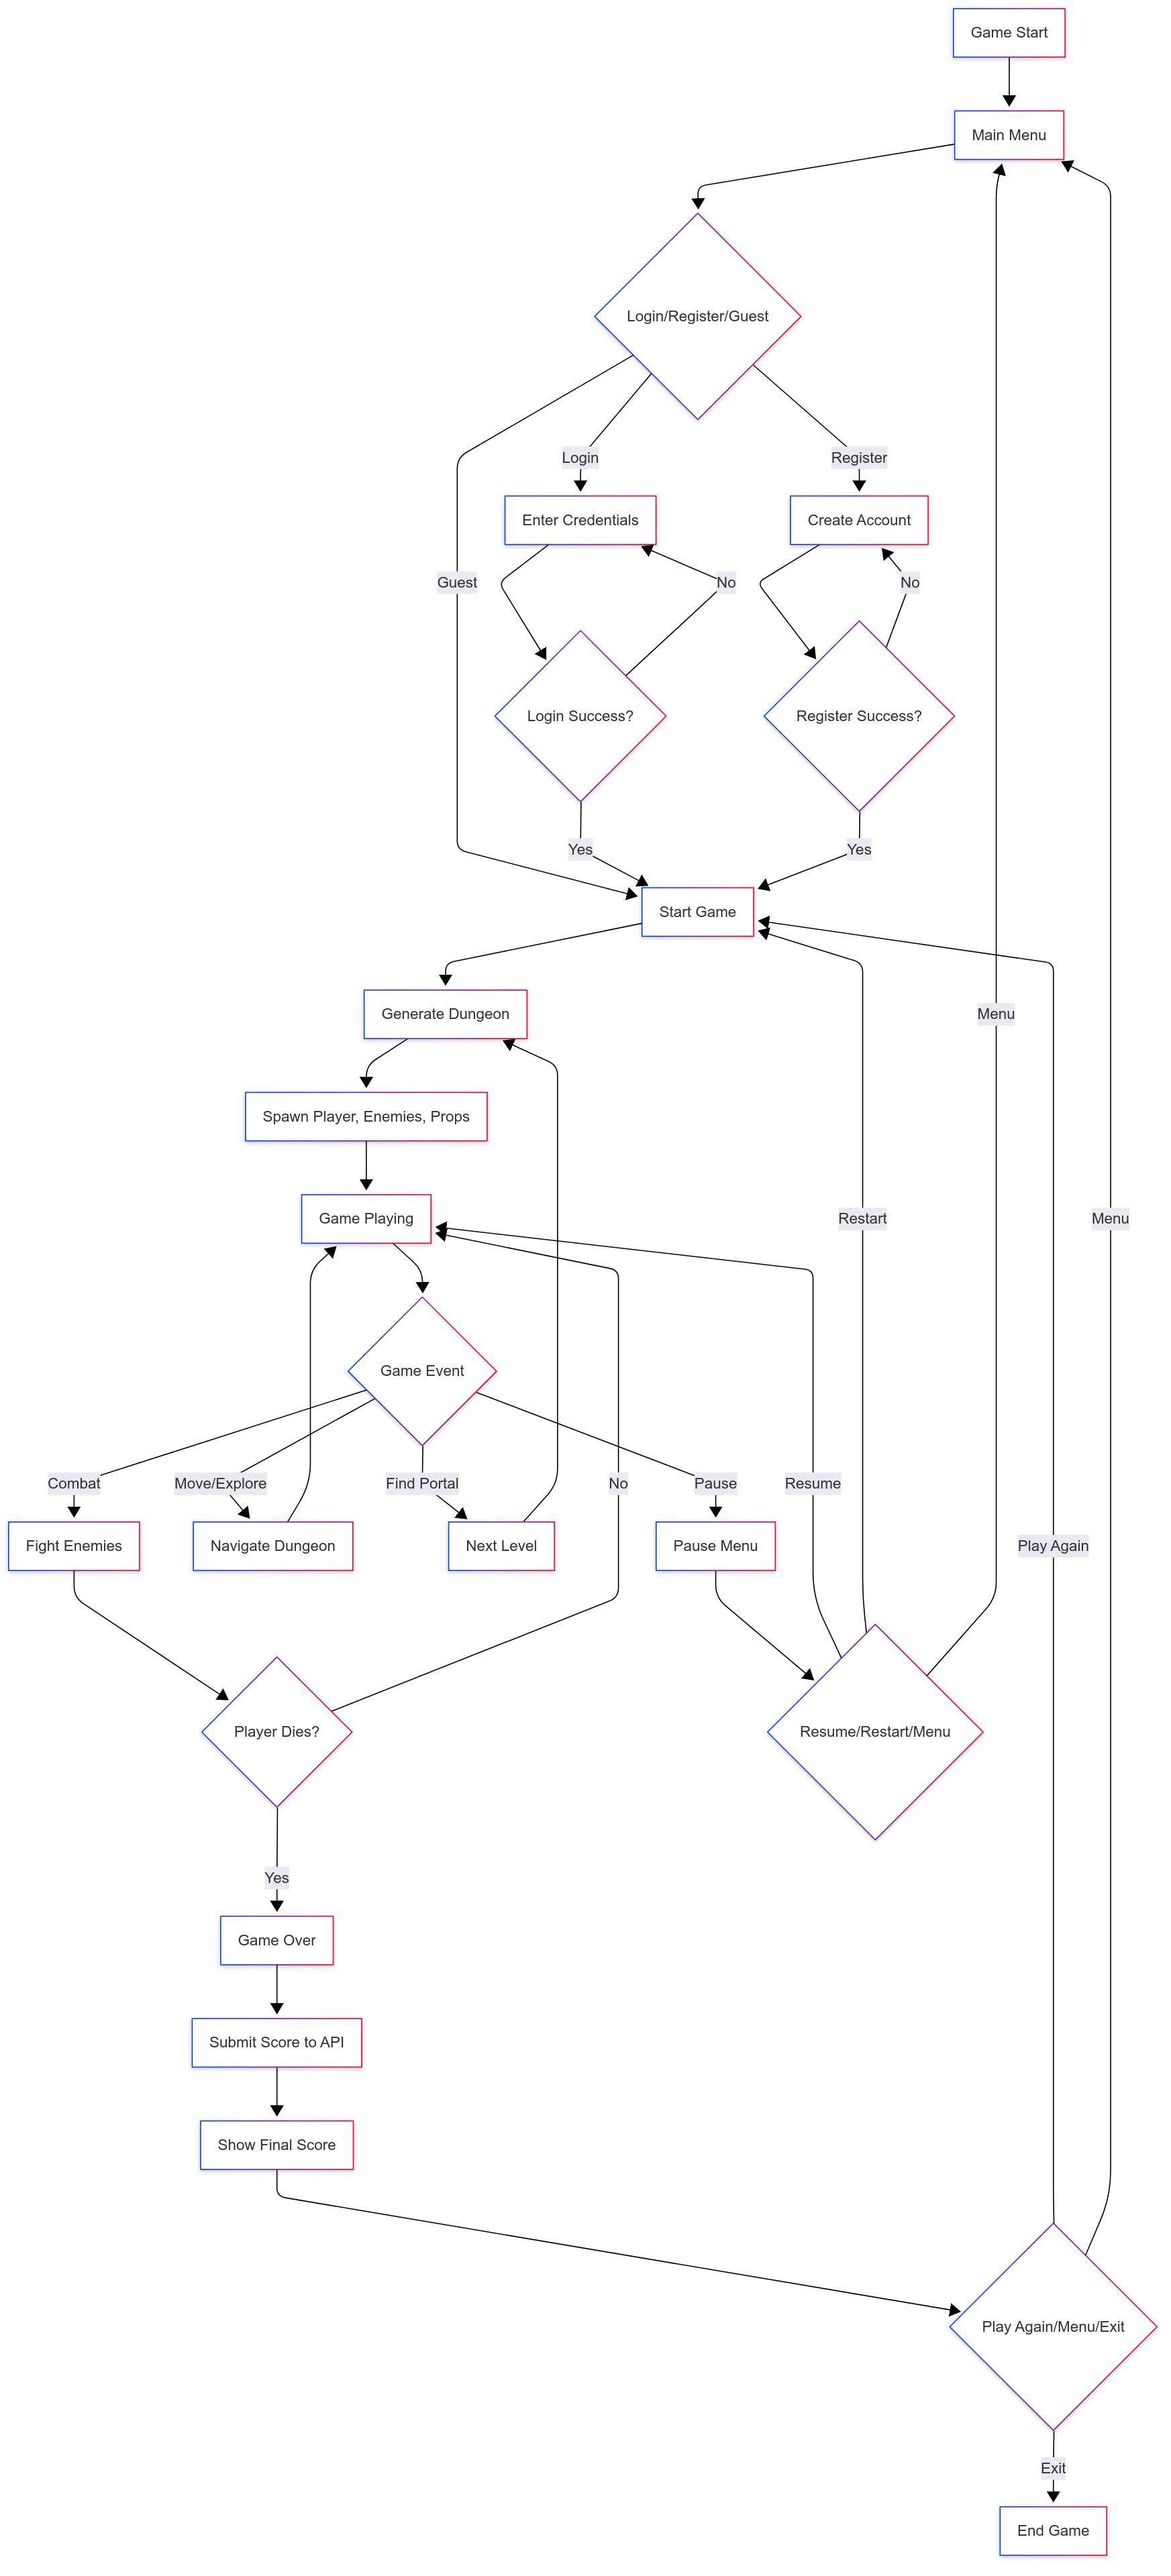 Game Start
Main Menu
Login/Register/Guest
Login
Register
Enter Credentials
Create Account
Guest
No
No
Login Success?
Register Success?
Yes
Yes
Start Game
Generate Dungeon
Menu
Spawn Player, Enemies, Props
Game Playing
Restart
Menu
Game Event
Combat
Move/Explore
Find Portal
No
Pause
Resume
Fight Enemies
Navigate Dungeon
Next Level
Pause Menu
Play Again
Player Dies?
Resume/Restart/Menu
Yes
Game Over
Submit Score to API
Show Final Score
Play Again/Menu/Exit
Exit
End Game